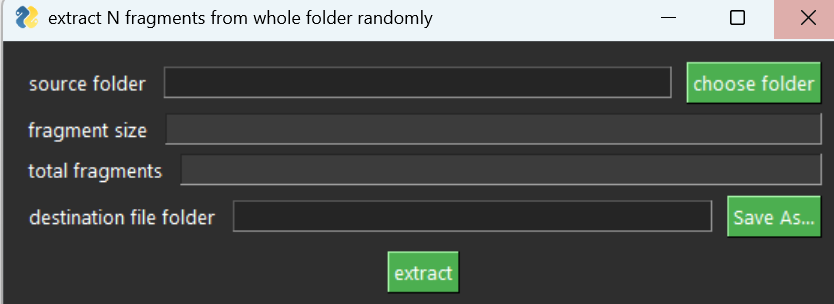 extract N fragments from whole folder randomly
source folder choose folder
fragment size
total fragments
destination file folder Save As...
extract